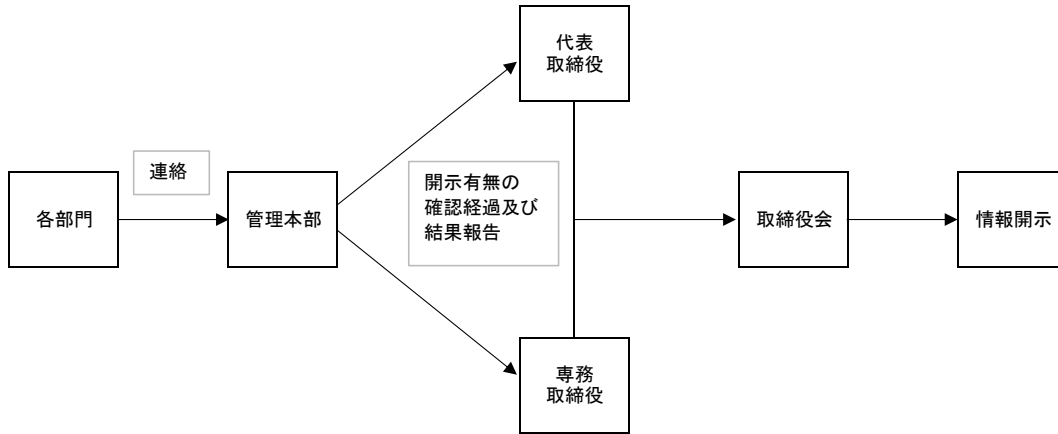 代表
取締役
連絡
開示有無の
確認経過及び
結果報告
各部門
管理本部
取締役会
情報開示
専務
取締役